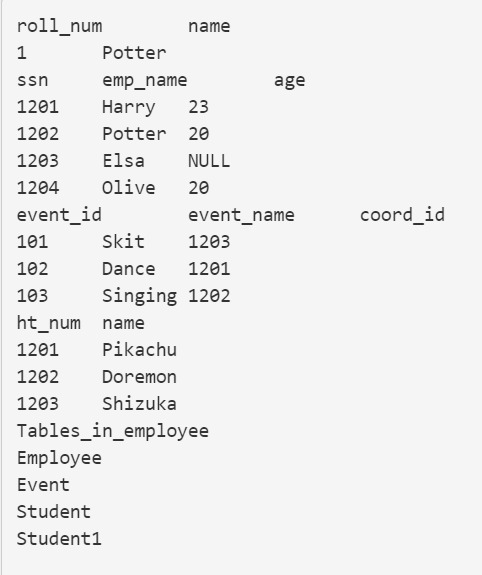 roll_num	name
1	Potter
ssn	emp_name	age
1201	Harry	23
1202	Potter	20
1203	Elsa	NULL
1204	Olive	20
event_id	event_name	coord_id
101	Skit	1203
102	Dance	1201
103	Singing	1202
ht_num	name
1201	Pikachu
1202	Doremon
1203	Shizuka
Tables_in_employee
Employee
Event
Student
Student1